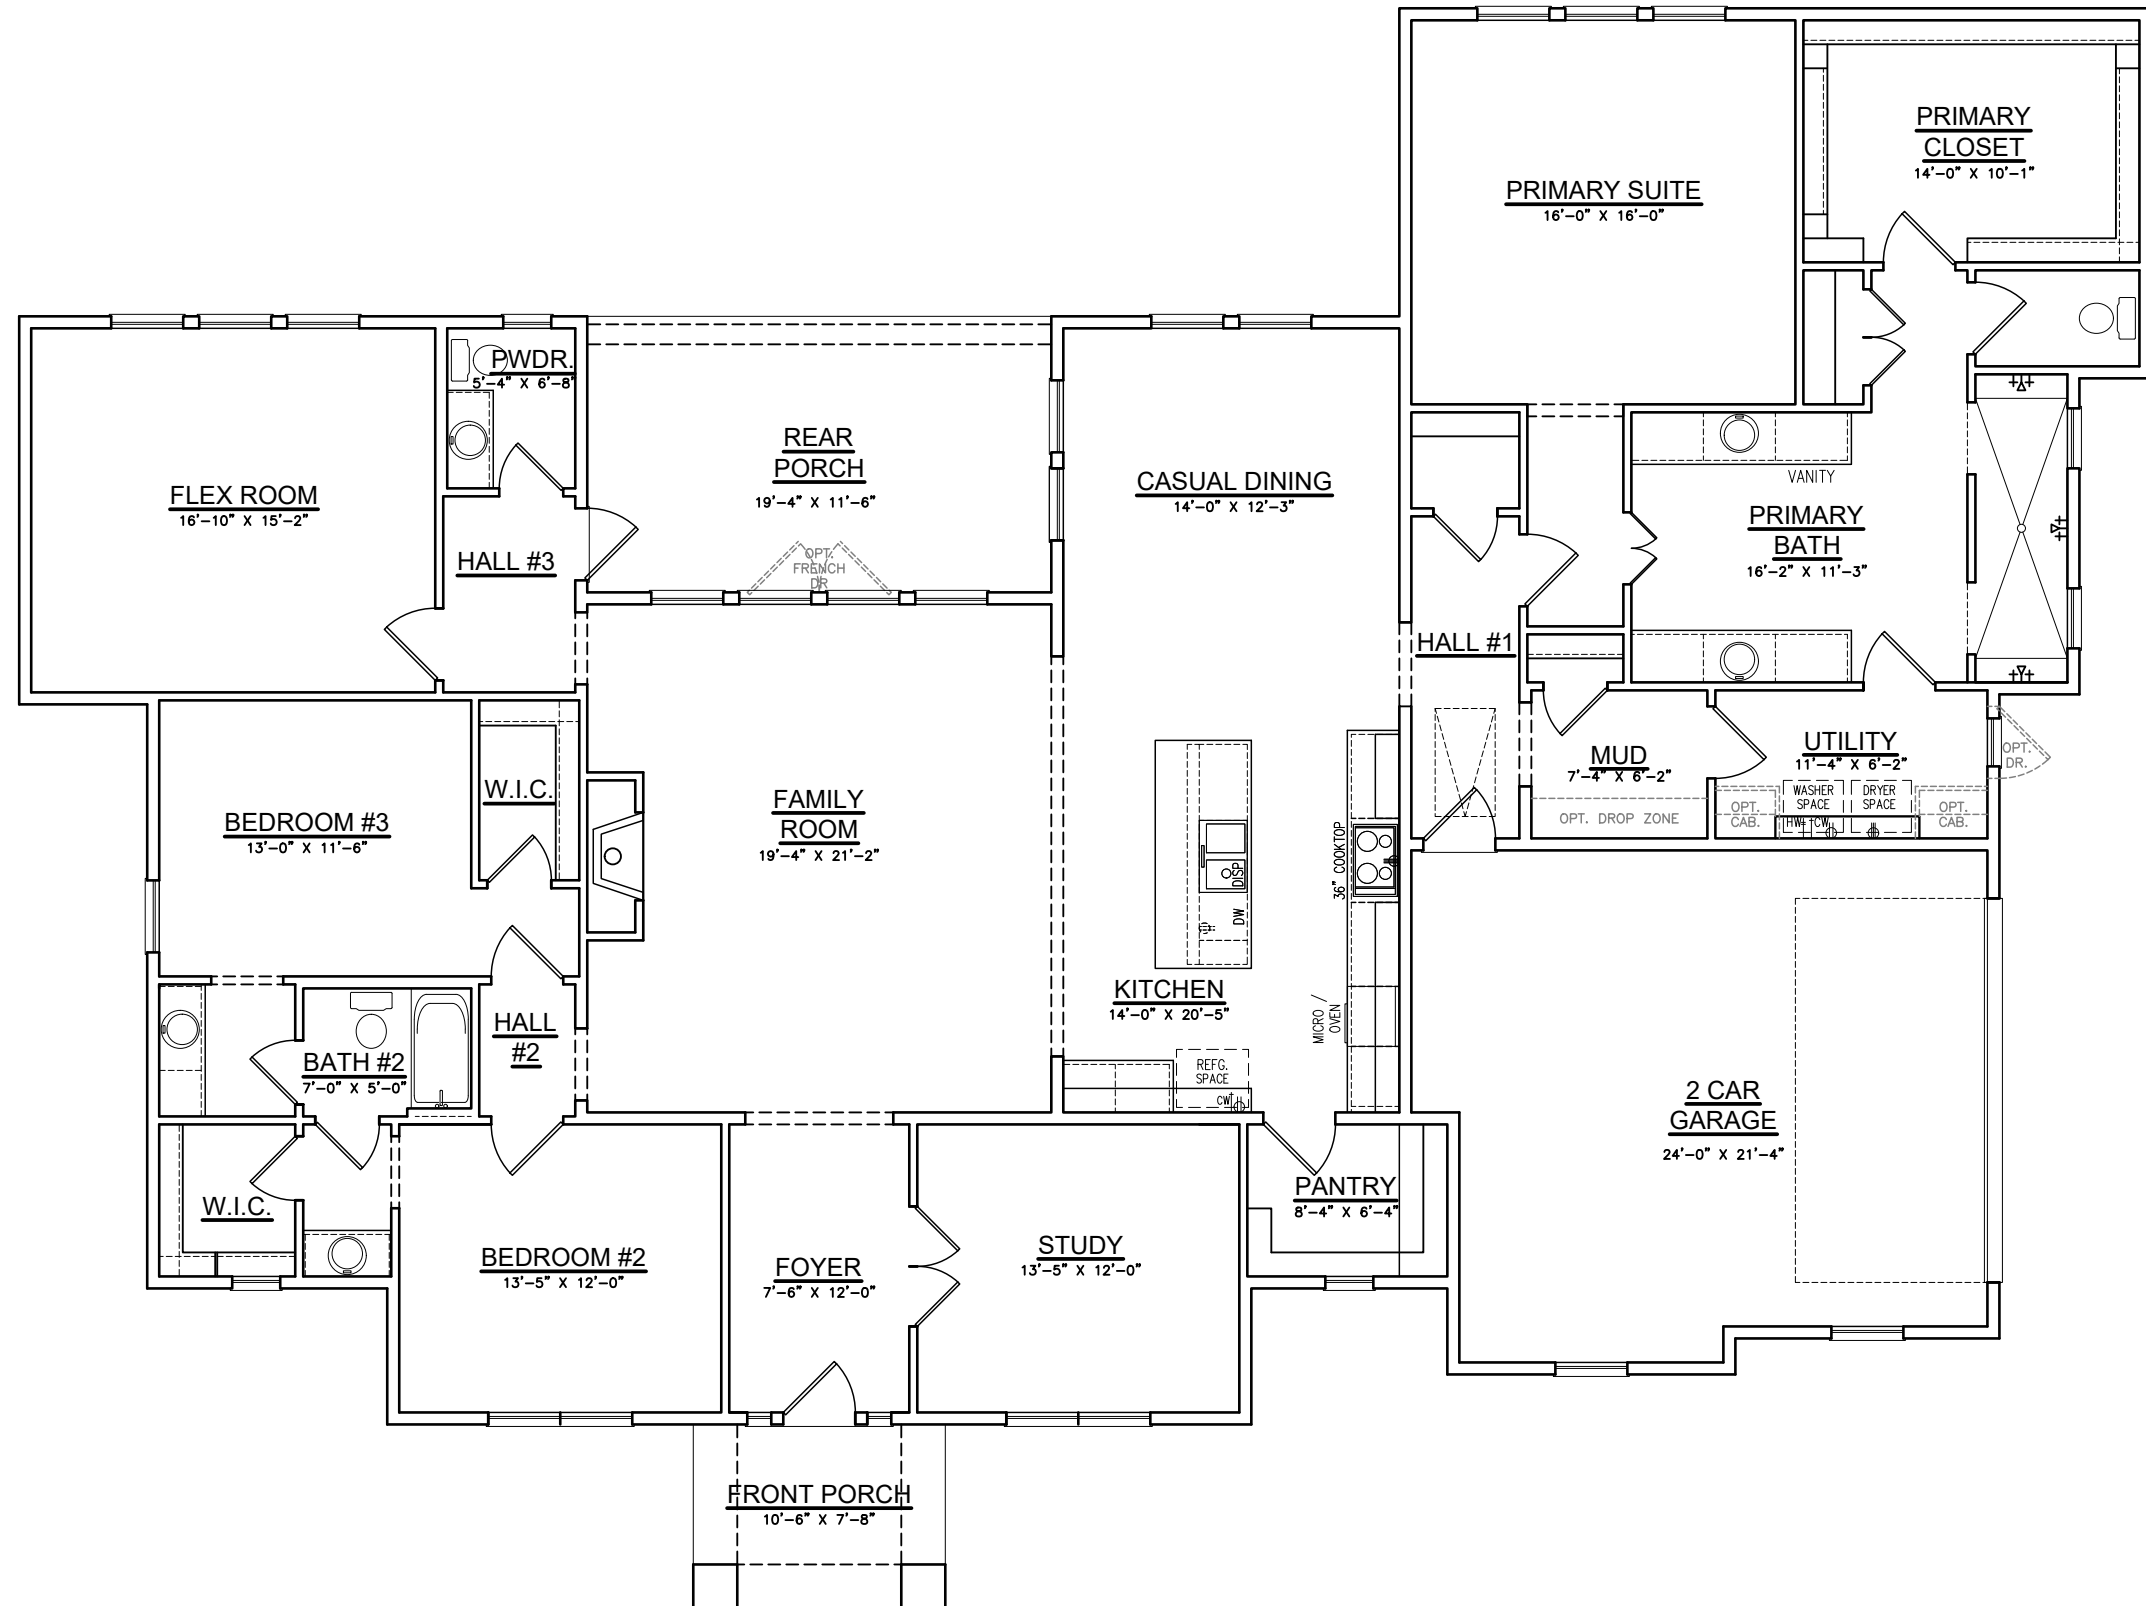 PRIMARY
CLOSET
14'-0" X 10'-1"
PRIMARY SUITE
16'-0" X 16'-0"
PWDR.
5'-4" X 6'-8"
REAR
PORCH
19'-4" X 11'-6"
OPT.
FRENCH
DR
CASUAL DINING
14'-0" X 12'-3"
VANITY
PRIMARY
BATH
16'-2" X 11'-3"
FLEX ROOM
16'-10" X 15'-2"
HALL #3
HALL #1
MUD
7'-4" X 6'-2"
OPT. DROP ZONE
UTILITY
11'-4" X 6'-2"
WASHER
SPACE
DRYER
SPACE
OPT.
CAB.
HW
CW
OPT.
CAB.
OPT.
DR.
W.I.C.
BEDROOM #3
13'-0" X 11'-6"
FAMILY
ROOM
19'-4" X 21'-2"
DISP
DW
36" COOKTOP
KITCHEN
14'-0" X 20'-5"
MICRO /
OVEN
REFG.
SPACE
CW
HALL
#2
BATH #2
7'-0" X 5'-0"
2 CAR
GARAGE
24'-0" X 21'-4"
W.I.C.
BEDROOM #2
13'-5" X 12'-0"
FOYER
7'-6" X 12'-0"
STUDY
13'-5" X 12'-0"
PANTRY
8'-4" X 6'-4"
FRONT PORCH
10'-6" X 7'-8"